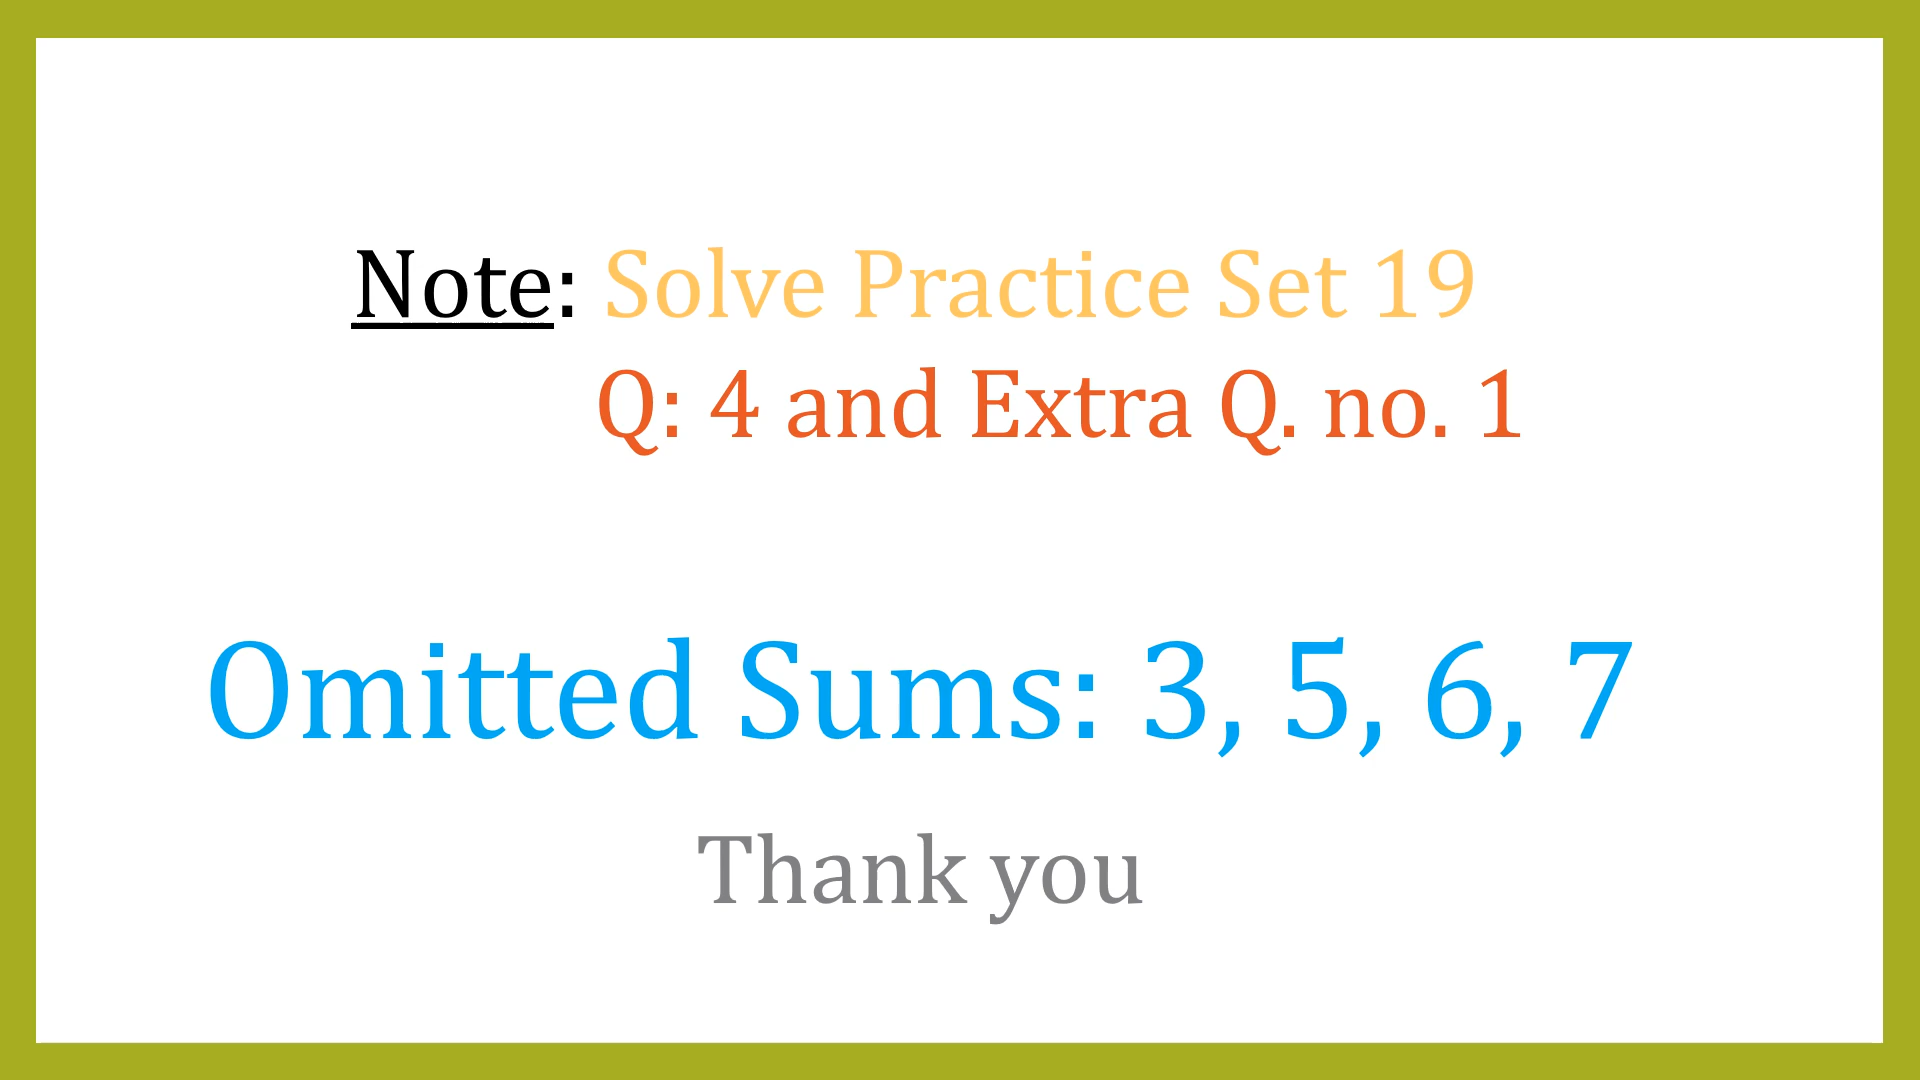 Note: Solve Practice Set 19
Q: 4 and Extra Q. no. 1
Omitted Sums: 3, 5, 6, 7
Thank you